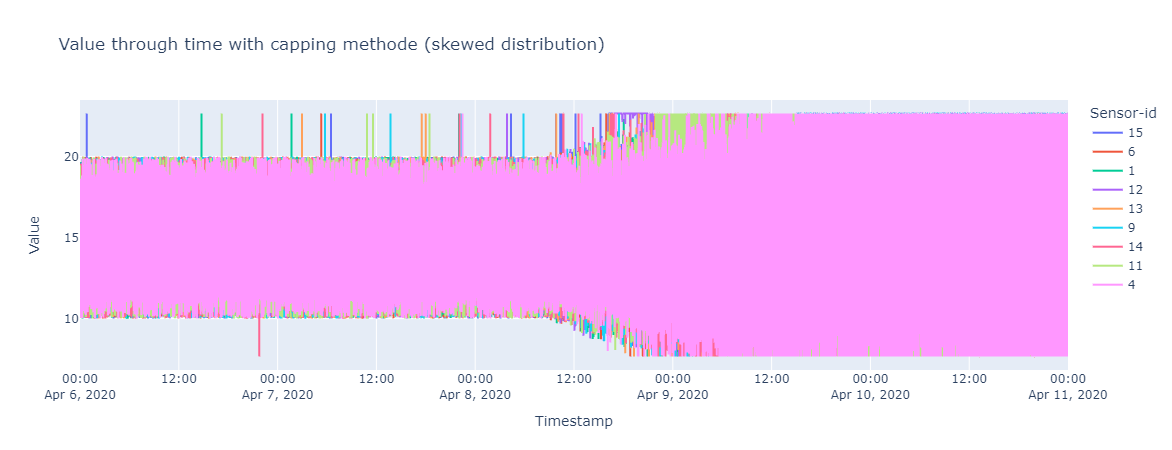 Value through time with capping methode (skewed distribution)
Sensor-id
15
6
1
12
13
9
14
11
4
Value
20
15
10
00:00 12:00 00:00 12:00 00:00 12:00 00:00 12:00 00:00 12:00 00:00
Apr 6, 2020 Apr 7, 2020 Apr 8, 2020 Apr 9, 2020 Apr 10, 2020 Apr 11, 2020
Timestamp